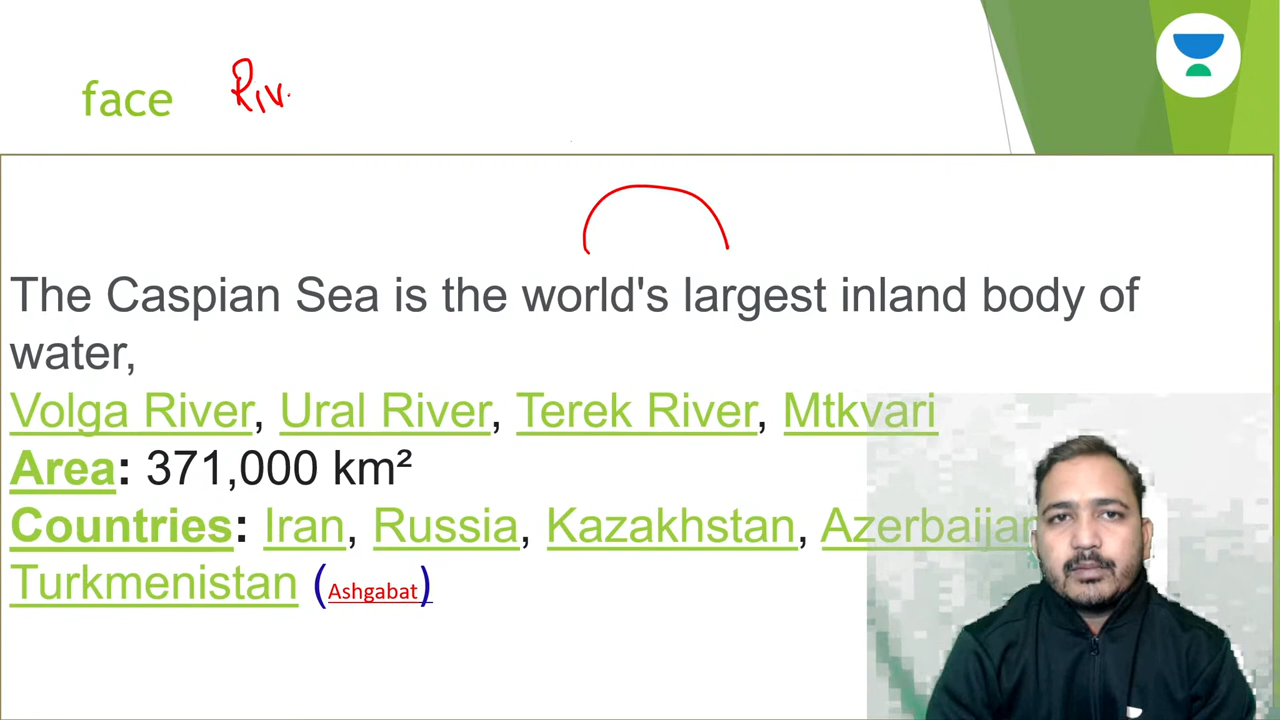 face Riv.
The Caspian Sea is the world's largest inland body of
water,
Volga River, Ural River, Terek River, Mtkvari
Area: 371,000 km²
Countries: Iran, Russia, Kazakhstan, Azerbaijan
Turkmenistan (Ashgabat)